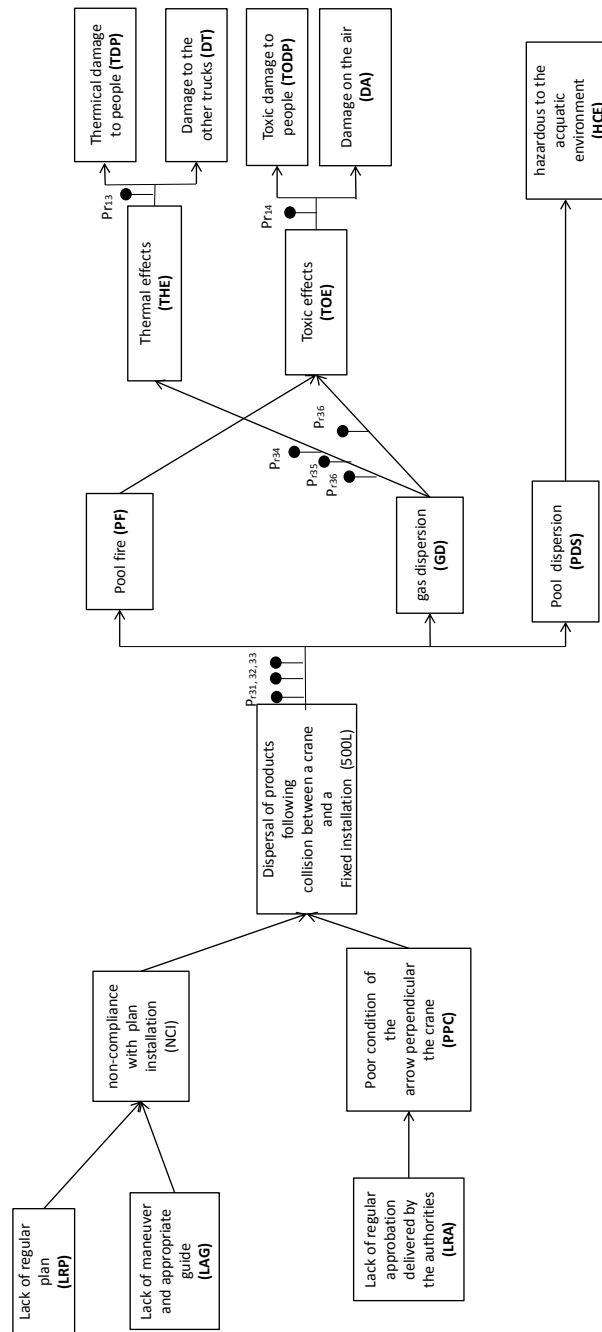 Lack of regular
plan
(LRP)
Lack of maneuver
and appropriate
guide
(LAG)
Lack of regular
approbation
delivered by
the authorities
(LRA)
non-compliance
with plan
installation
(NCI)
Poor condition of
the
arrow perpendicular
the crane
(PPC)
Dispersal of products
following
collision between a crane
and a
Fixed installation (500L)
Pr31, 32, 33
Pool fire (PF)
gas dispersion
(GD)
Pool dispersion
(PDS)
Pr34
Pr35
Pr36
Pr36
Thermal effects
(THE)
Toxic effects
(TOE)
Pr13
Pr14
Thermical damage
to people (TDP)
Damage to the
other trucks (DT)
Toxic damage to
people (TODP)
Damage on the air
(DA)
hazardous to the
acquatic
environment
(HCE)